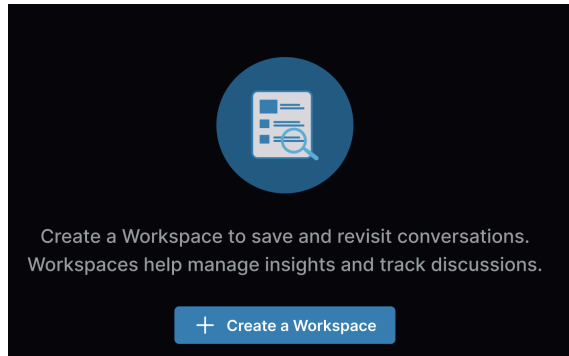 Create a Workspace to save and revisit conversations.
Workspaces help manage insights and track discussions.
Create a Workspace